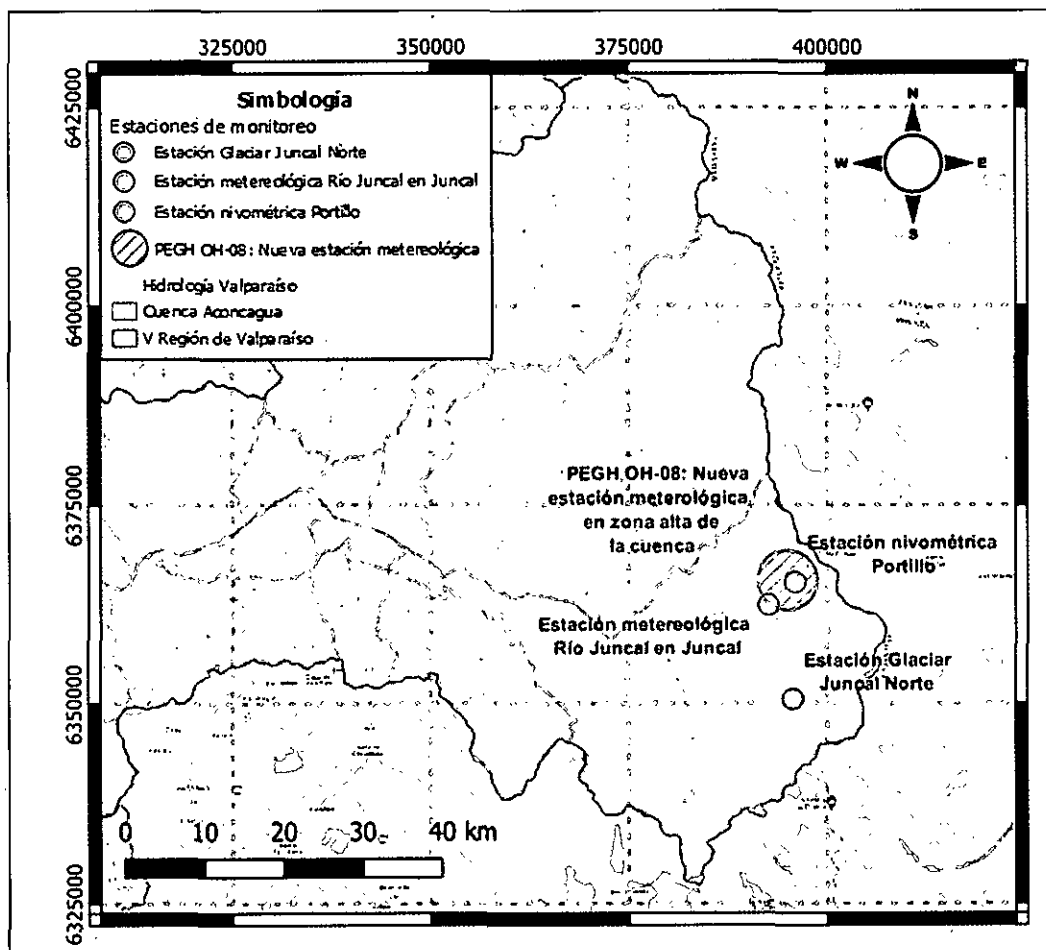 325000 350000 375000 400000
Simbología
Estaciones de monitoreo
Estación Glaciar Juncal Norte
Estación metereológica Río Juncal en Juncal
Estación nivométrica Portillo
PEGH OH-08: Nueva estación metereológica
Hidrología Valparaíso
Cuenca Aconcagua
V Región de Valparaíso
N
W E
S
6425000
6400000
6375000
6350000
6325000
PEGH OH-08: Nueva
estación meterológica
en zona alta de
la cuenca
Estación nivométrica
Portillo
Estación metereológica
Río Juncal en Juncal
Estación Glaciar
Juncal Norte
0 10 20 30 40 km